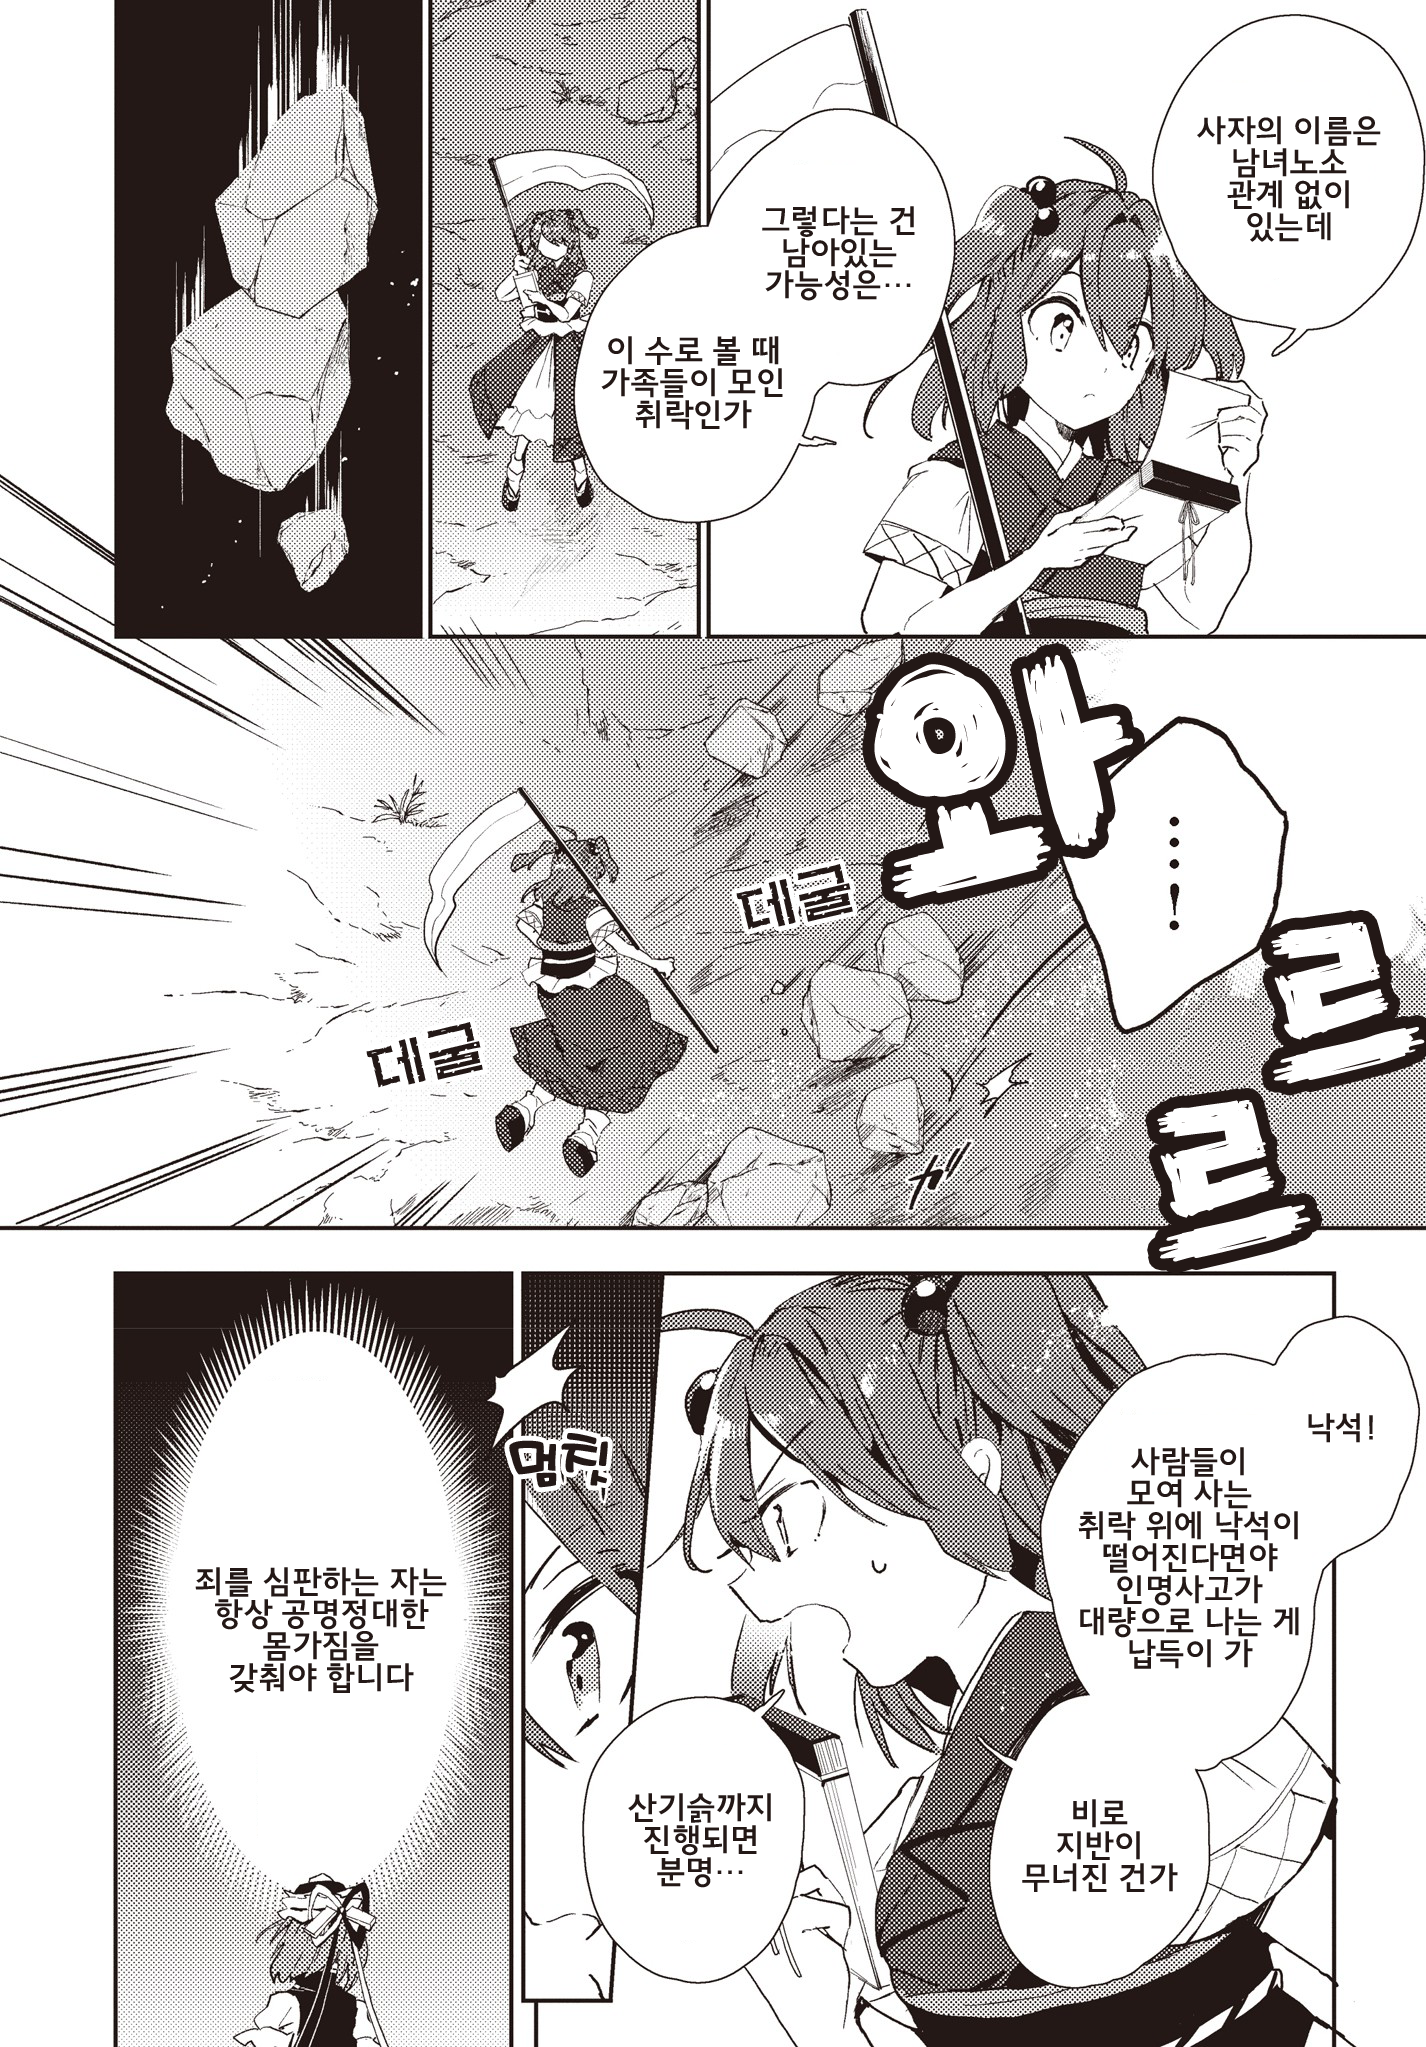 사자의 이름은
남녀노소
관계 없이
있는데
그렇다는 건
남아있는
가능성은…
이 수로 볼 때
가족들이 모인
취락인가
와르르
…!
데굴
데굴
ガッ
낙석!
사람들이
모여 사는
취락 위에 낙석이
떨어진다면야
인명사고가
대량으로 나는 게
납득이 가
비로
지반이
무너진 건가
산기슭까지
진행되면
분명…
멈칫
죄를 심판하는 자는
항상 공명정대한
몸가짐을
갖춰야 합니다